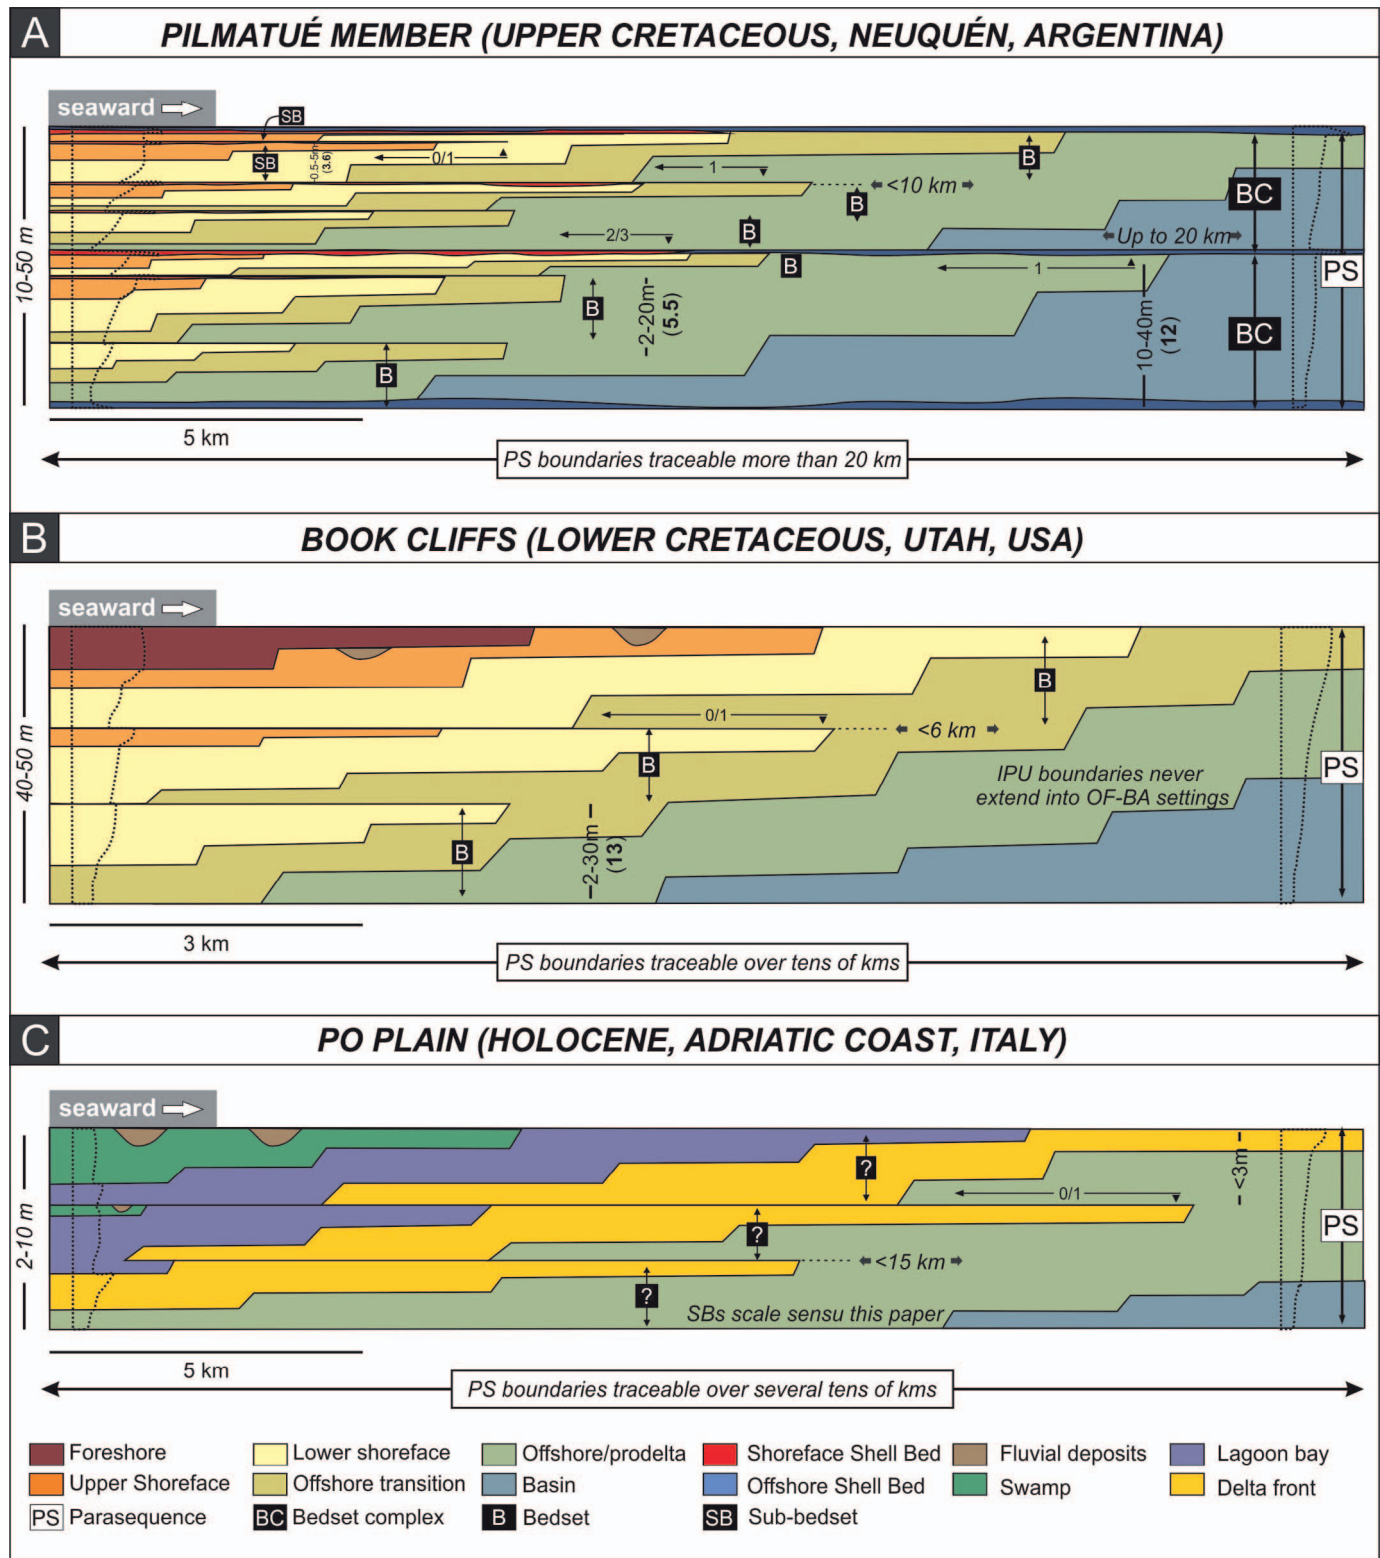 A
PILMATUÉ MEMBER (UPPER CRETACEOUS, NEUQUÉN, ARGENTINA)
seaward
SB
SB
0.5-5m
(3.6)
0/1
B
1
<10 km
B
BC
2/3
B
Up to 20 km
10-50 m
B
1
PS
B
2-20m
(5.5)
10-40m
(12)
BC
B
5 km
PS boundaries traceable more than 20 km
B
BOOK CLIFFS (LOWER CRETACEOUS, UTAH, USA)
seaward
B
0/1
<6 km
40-50 m
B
IPU boundaries never
extend into OF-BA settings
PS
B
2-30m
(13)
3 km
PS boundaries traceable over tens of kms
C
PO PLAIN (HOLOCENE, ADRIATIC COAST, ITALY)
seaward
?
<3m
0/1
2-10 m
?
PS
<15 km
?
SBs scale sensu this paper
5 km
PS boundaries traceable over several tens of kms
Foreshore
Lower shoreface
Offshore/prodelta
Shoreface Shell Bed
Fluvial deposits
Lagoon bay
Upper Shoreface
Offshore transition
Basin
Offshore Shell Bed
Swamp
Delta front
PS Parasequence
BC Bedset complex
B Bedset
SB Sub-bedset